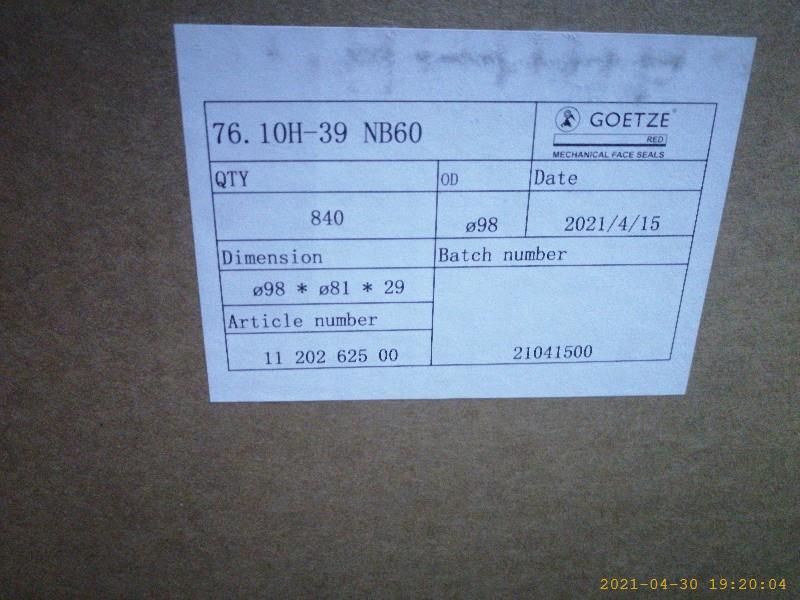 76.10H-39 NB60
GOETZE®
RED
MECHANICAL FACE SEALS
QTY
OD
Date
840
ø98
2021/4/15
Dimension
Batch number
ø98 * ø81 * 29
Article number
11 202 625 00
21041500
2021-04-30 19:20:04